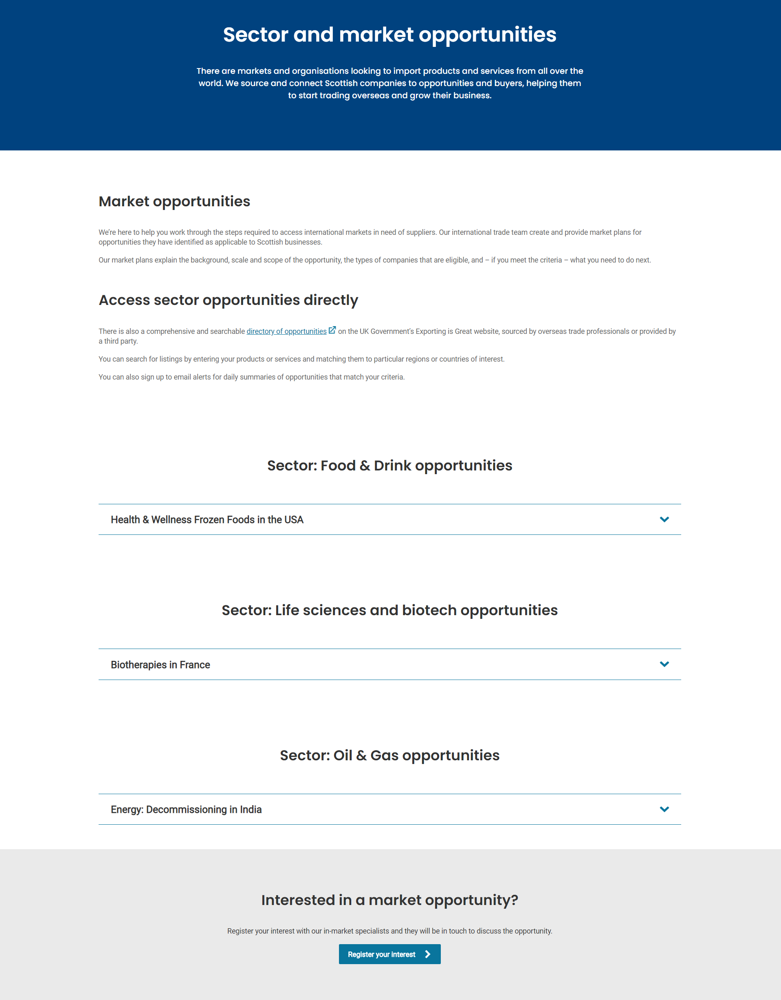 Sector and market opportunities
There are markets and organisations looking to import products and services from all over the
world. We source and connect Scottish companies to opportunities and buyers, helping them
to start trading overseas and grow their business.
Market opportunities
We’re here to help you work through the steps required to access international markets in need of suppliers. Our international trade team create and provide market plans for
opportunities they have identified as applicable to Scottish businesses.
Our market plans explain the background, scale and scope of the opportunity, the types of companies that are eligible, and – if you meet the criteria – what you need to do next.
Access sector opportunities directly
There is also a comprehensive and searchable directory of opportunities on the UK Government’s Exporting is Great website, sourced by overseas trade professionals or provided by
a third party.
You can search for listings by entering your products or services and matching them to particular regions or countries of interest.
You can also sign up to email alerts for daily summaries of opportunities that match your criteria.
Sector: Food & Drink opportunities
Health & Wellness Frozen Foods in the USA
Sector: Life sciences and biotech opportunities
Biotherapies in France
Sector: Oil & Gas opportunities
Energy: Decommissioning in India
Interested in a market opportunity?
Register your interest with our in-market specialists and they will be in touch to discuss the opportunity.
Register your interest